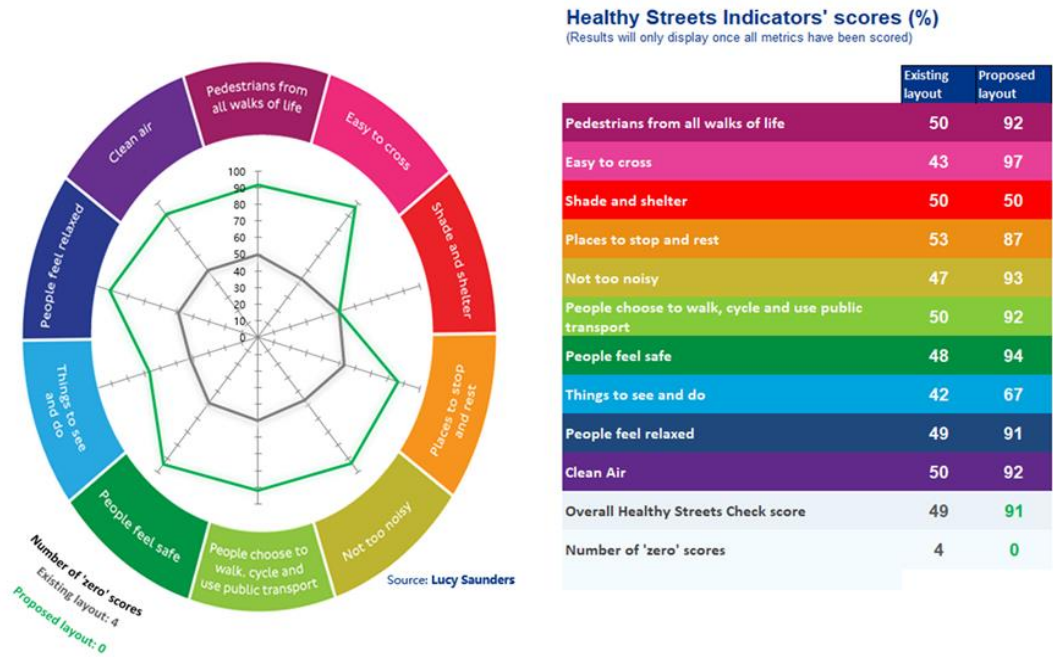 Healthy Streets Indicators' scores (%)
(Results will only display once all metrics have been scored)
Existing layout
Proposed layout
Pedestrians from all walks of life 50 92
Easy to cross 43 97
Shade and shelter 50 50
Places to stop and rest 53 87
Not too noisy 47 93
People choose to walk, cycle and use public
transport 50 92
People feel safe 48 94
Things to see and do 42 67
People feel relaxed 49 91
Clean Air 50 92
Overall Healthy Streets Check score 49 91
Number of 'zero' scores 4 0
Pedestrians from
all walks of life
Easy to cross
Shade and shelter
Places to stop
and rest
Not too noisy
People choose to
walk, cycle and
use public transport
People feel safe
Things to see
and do
People feel relaxed
Clean air
100
90
80
70
60
50
40
30
20
10
0
Number of 'zero' scores
Existing layout: 4
Proposed layout: 0
Source: Lucy Saunders